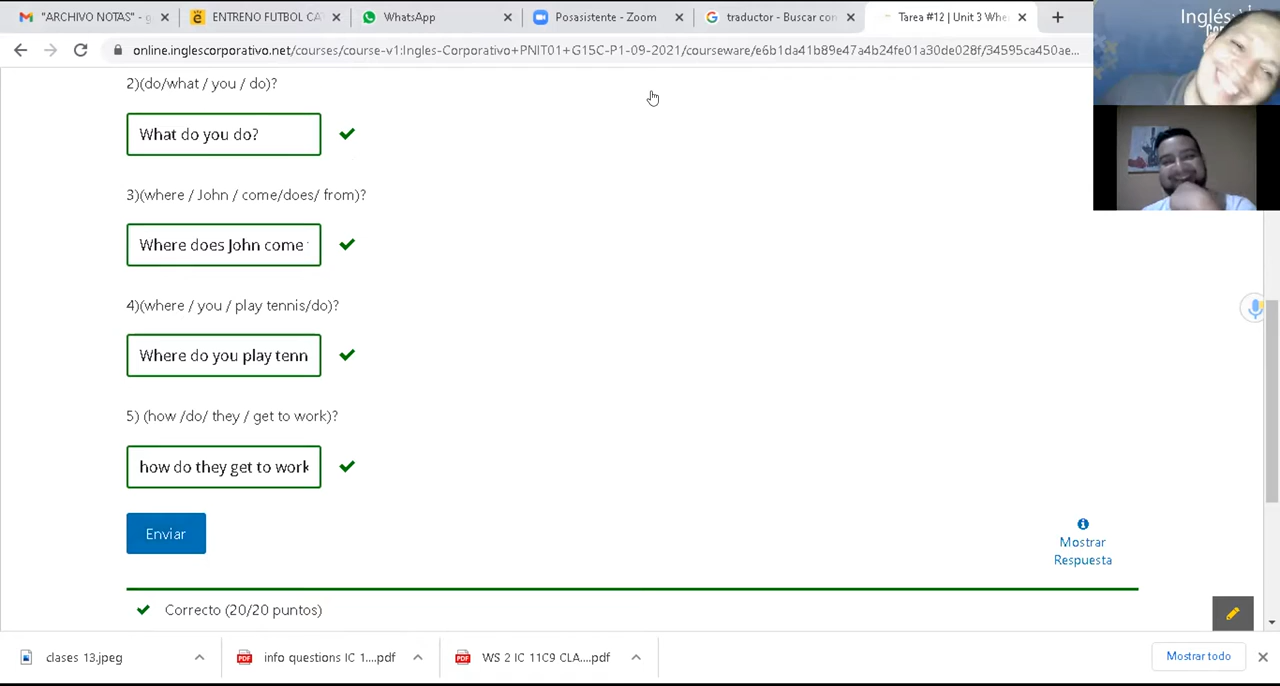 "ARCHIVO NOTAS" - g
ENTRENO FUTBOL CA
WhatsApp
Posasistente - Zoom
traductor - Buscar con
Tarea #12 | Unit 3 Whe
online.inglescorporativo.net/courses/course-v1:Ingles-Corporativo+PNIT01+G15C-P1-09-2021/courseware/e6b1da41b89e47a4b24fe01a30de028f/34595ca450ae...
Inglés
2)(do/what / you / do)?
What do you do?
3)(where / John / come/does/ from)?
Where does John come
4)(where / you / play tennis/do)?
Where do you play tenn
5) (how /do/ they / get to work)?
how do they get to work
Enviar
Mostrar
Respuesta
Correcto (20/20 puntos)
clases 13.jpeg
info questions IC 1....pdf
WS 2 IC 11C9 CLA....pdf
Mostrar todo